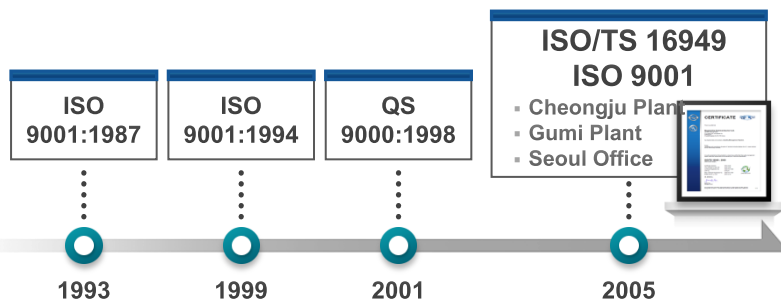 ISO
9001:1987
ISO
9001:1994
QS
9000:1998
ISO/TS 16949
ISO 9001
Cheongju Plant
Gumi Plant
Seoul Office
CERTIFICATE
1993
1999
2001
2005